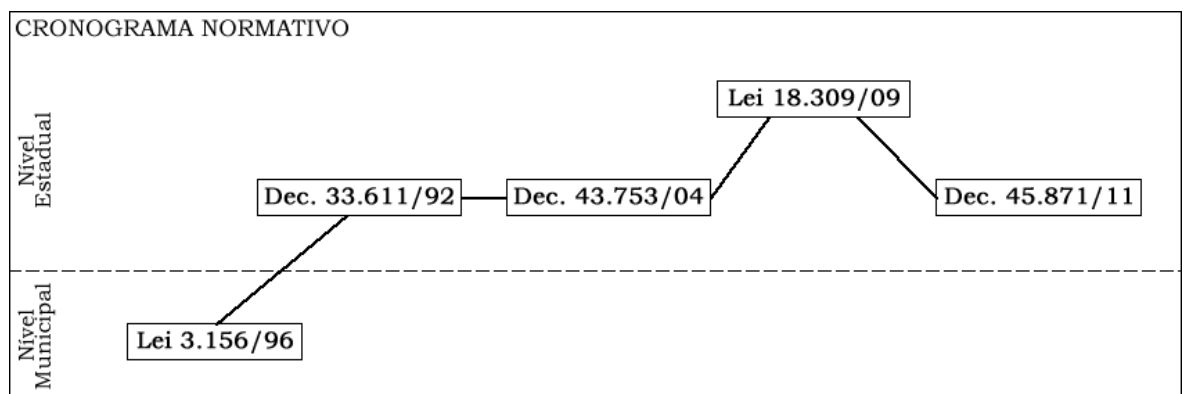 CRONOGRAMA NORMATIVO
Nível
Estadual
Lei 18.309/09
Dec. 33.611/92
Dec. 43.753/04
Dec. 45.871/11
Nível
Municipal
Lei 3.156/96